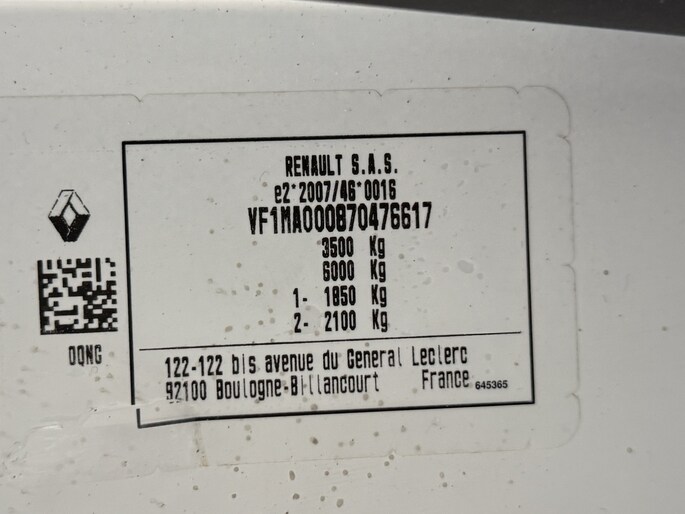 RENAULT S.A.S.
e2*2007/46*0016
VF1MA000870476617
3500 Kg
6000 Kg
1- 1850 Kg
2- 2100 Kg
OQNG
122-122 bis avenue du General Leclerc
92100 Boulogne-Billancourt France 645365